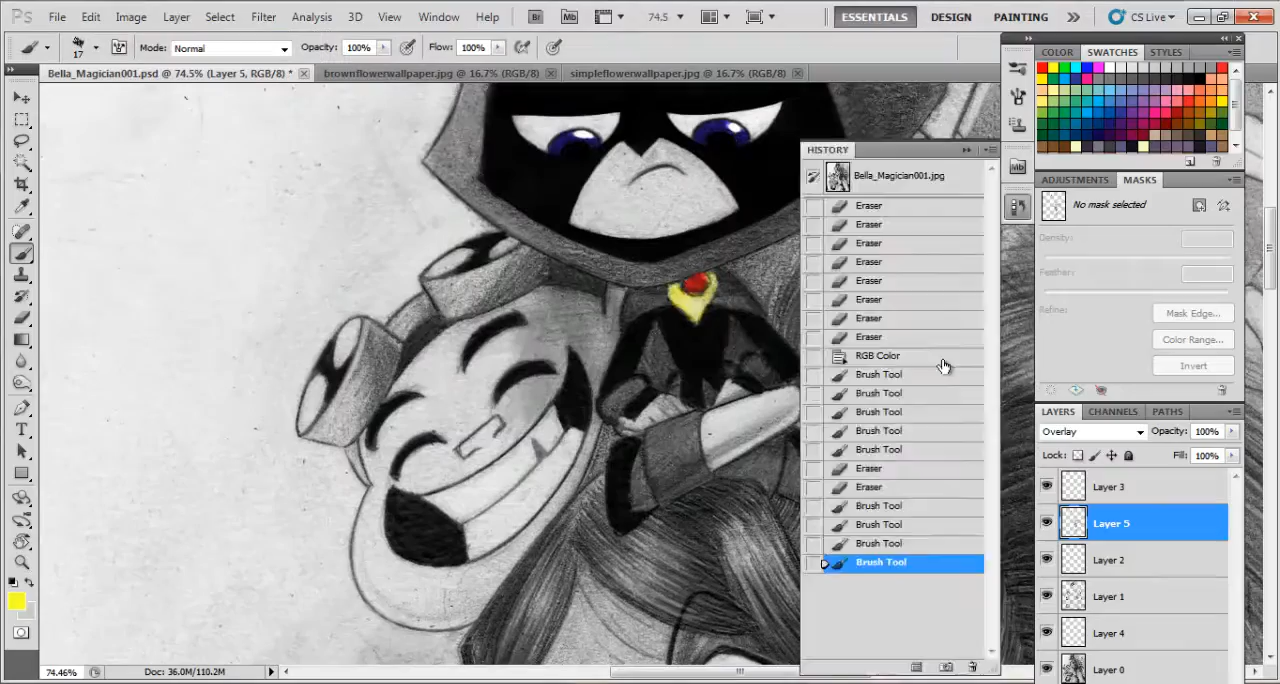 Ps File Edit Image Layer Select Filter Analysis 3D View Window Help Br Mb 74.5 ESSENTIALS DESIGN PAINTING CS Live
17 Mode: Normal Opacity: 100% Flow: 100%
Bella_Magician001.psd @ 74.5% (Layer 5, RGB/8) * brownflowerwallpaper.jpg @ 16.7% (RGB/8) simpleflowerwallpaper.jpg @ 16.7% (RGB/8)
COLOR SWATCHES STYLES
HISTORY
Bella_Magician001.jpg
Eraser
Eraser
Eraser
Eraser
Eraser
Eraser
Eraser
Eraser
RGB Color
Brush Tool
Brush Tool
Brush Tool
Brush Tool
Brush Tool
Eraser
Eraser
Brush Tool
Brush Tool
Brush Tool
Brush Tool
Mb
ADJUSTMENTS MASKS
No mask selected
Density:
Feather:
Refine:
Mask Edge...
Color Range...
Invert
LAYERS CHANNELS PATHS
Overlay Opacity: 100%
Lock: Fill: 100%
Layer 3
Layer 5
Layer 2
Layer 1
Layer 4
Layer 0
74.46% Doc: 36.0M/110.2M